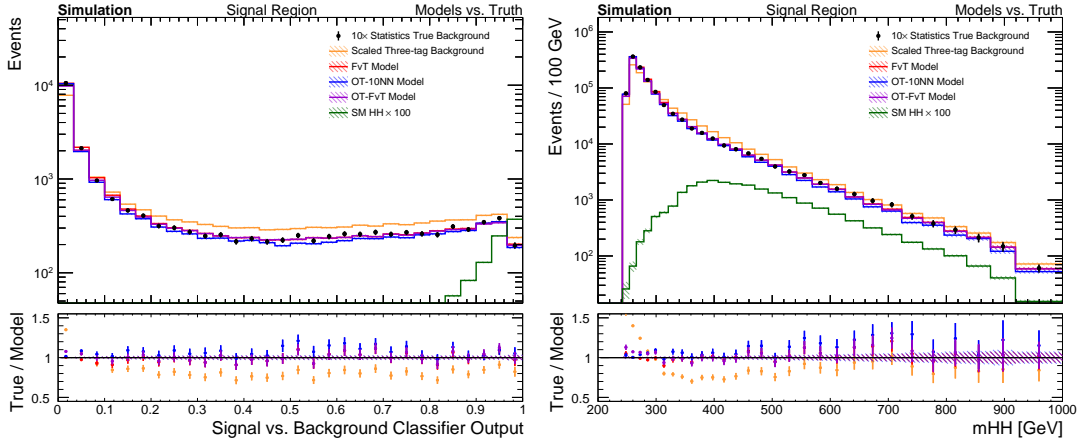 Simulation Signal Region Models vs. Truth
Events
10× Statistics True Background
Scaled Three-tag Background
FvT Model
OT-10NN Model
OT-FvT Model
SM HH × 100
10⁴
10³
10²
True / Model
1.5
1
0.5
0 0.1 0.2 0.3 0.4 0.5 0.6 0.7 0.8 0.9 1
Signal vs. Background Classifier Output
Simulation Signal Region Models vs. Truth
Events / 100 GeV
10× Statistics True Background
Scaled Three-tag Background
FvT Model
OT-10NN Model
OT-FvT Model
SM HH × 100
10⁶
10⁵
10⁴
10³
10²
True / Model
1.5
1
0.5
200 300 400 500 600 700 800 900 1000
mHH [GeV]